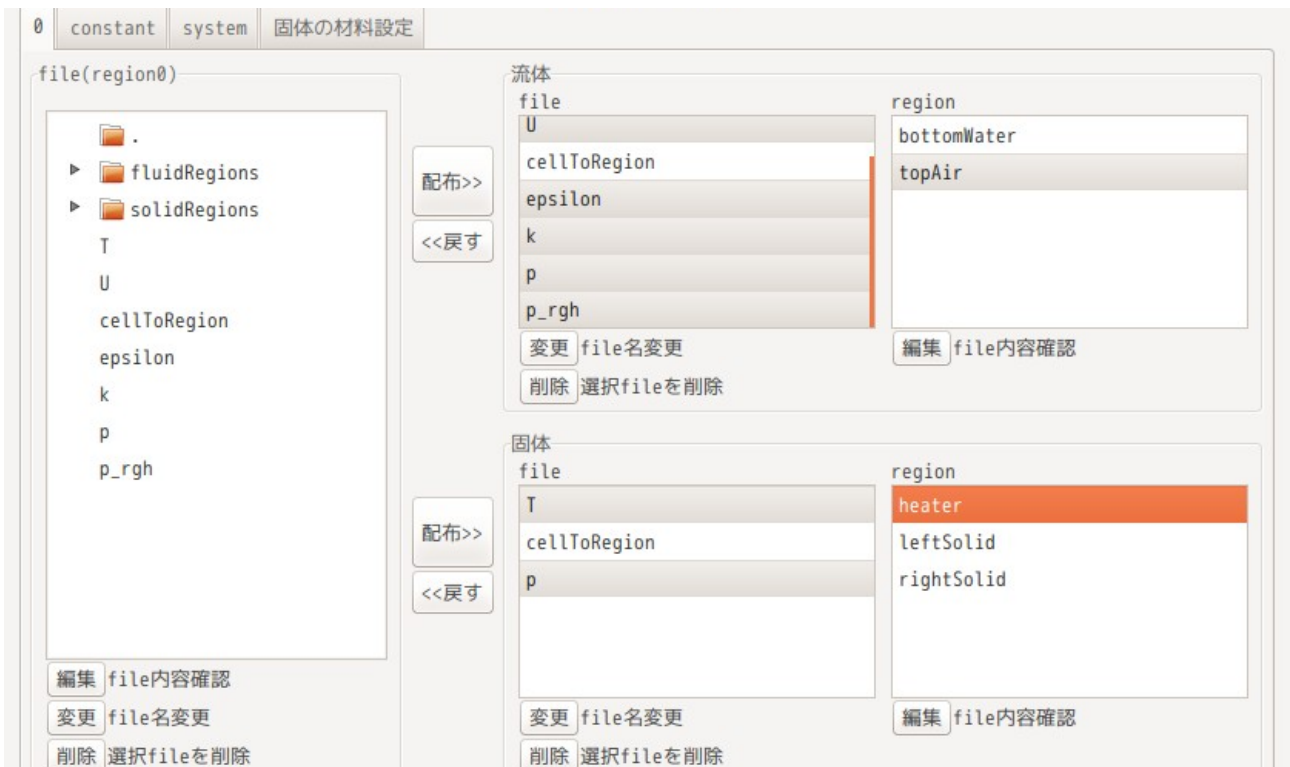 0 constant system 固体の材料設定
file(region0)
.
fluidRegions
solidRegions
T
U
cellToRegion
epsilon
k
p
p_rgh
編集 file内容確認
変更 file名変更
削除 選択fileを削除
配布>>
<<戻す
流体
file
U
cellToRegion
epsilon
k
p
p_rgh
変更 file名変更
削除 選択fileを削除
region
bottomWater
topAir
編集 file内容確認
配布>>
<<戻す
固体
file
T
cellToRegion
p
変更 file名変更
削除 選択fileを削除
region
heater
leftSolid
rightSolid
編集 file内容確認